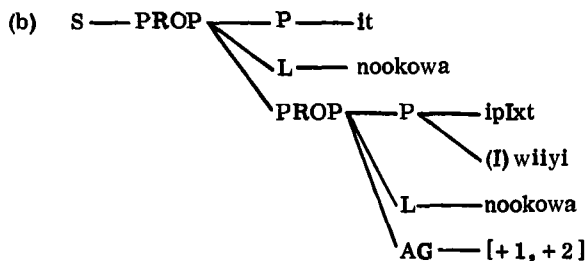 (b) S PROP P it
L nookowa
PROP P ipIxt
(I) wiiyi
L nookowa
AG [+1, +2]